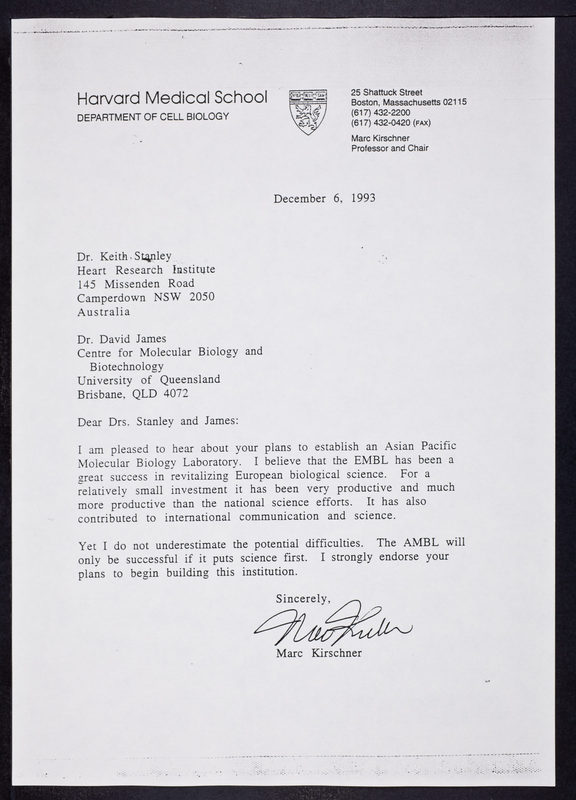 Harvard Medical School
DEPARTMENT OF CELL BIOLOGY
25 Shattuck Street
Boston, Massachusetts 02115
(617) 432-2200
(617) 432-0420 (FAX)
Marc Kirschner
Professor and Chair
December 6, 1993
Dr. Keith Stanley
Heart Research Institute
145 Missenden Road
Camperdown NSW 2050
Australia
Dr. David James
Centre for Molecular Biology and
Biotechnology
University of Queensland
Brisbane, QLD 4072
Dear Drs. Stanley and James:
I am pleased to hear about your plans to establish an Asian Pacific
Molecular Biology Laboratory. I believe that the EMBL has been a
great success in revitalizing European biological science. For a
relatively small investment it has been very productive and much
more productive than the national science efforts. It has also
contributed to international communication and science.
Yet I do not underestimate the potential difficulties. The AMBL will
only be successful if it puts science first. I strongly endorse your
plans to begin building this institution.
Sincerely,
Marc Kirschner